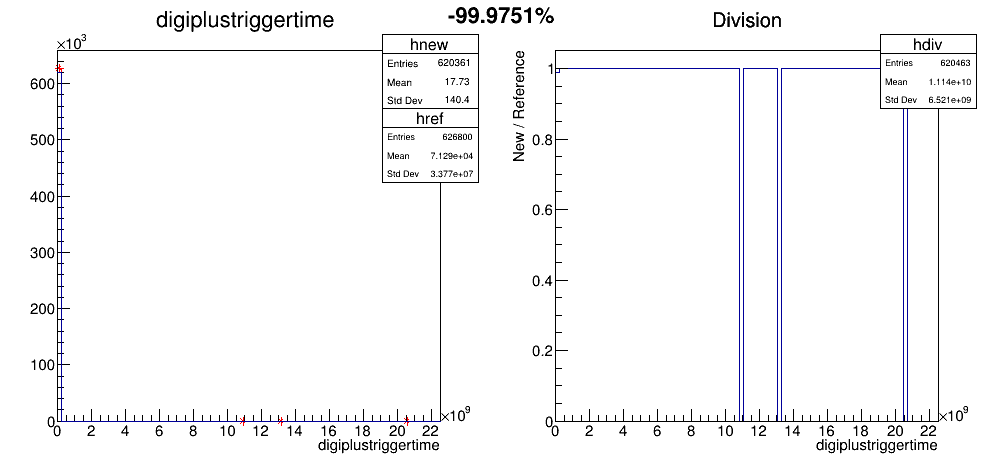 -99.9751%
digiplustriggertime
×10³
hnew
Entries 620361
Mean 17.73
Std Dev 140.4
href
Entries 626800
Mean 7.129e+04
Std Dev 3.377e+07
600
500
400
300
200
100
0
0 2 4 6 8 10 12 14 16 18 20 22
×10⁹
digiplustriggertime
Division
hdiv
Entries 620463
Mean 1.114e+10
Std Dev 6.521e+09
New / Reference
1
0.8
0.6
0.4
0.2
0
0 2 4 6 8 10 12 14 16 18 20 22
×10⁹
digiplustriggertime